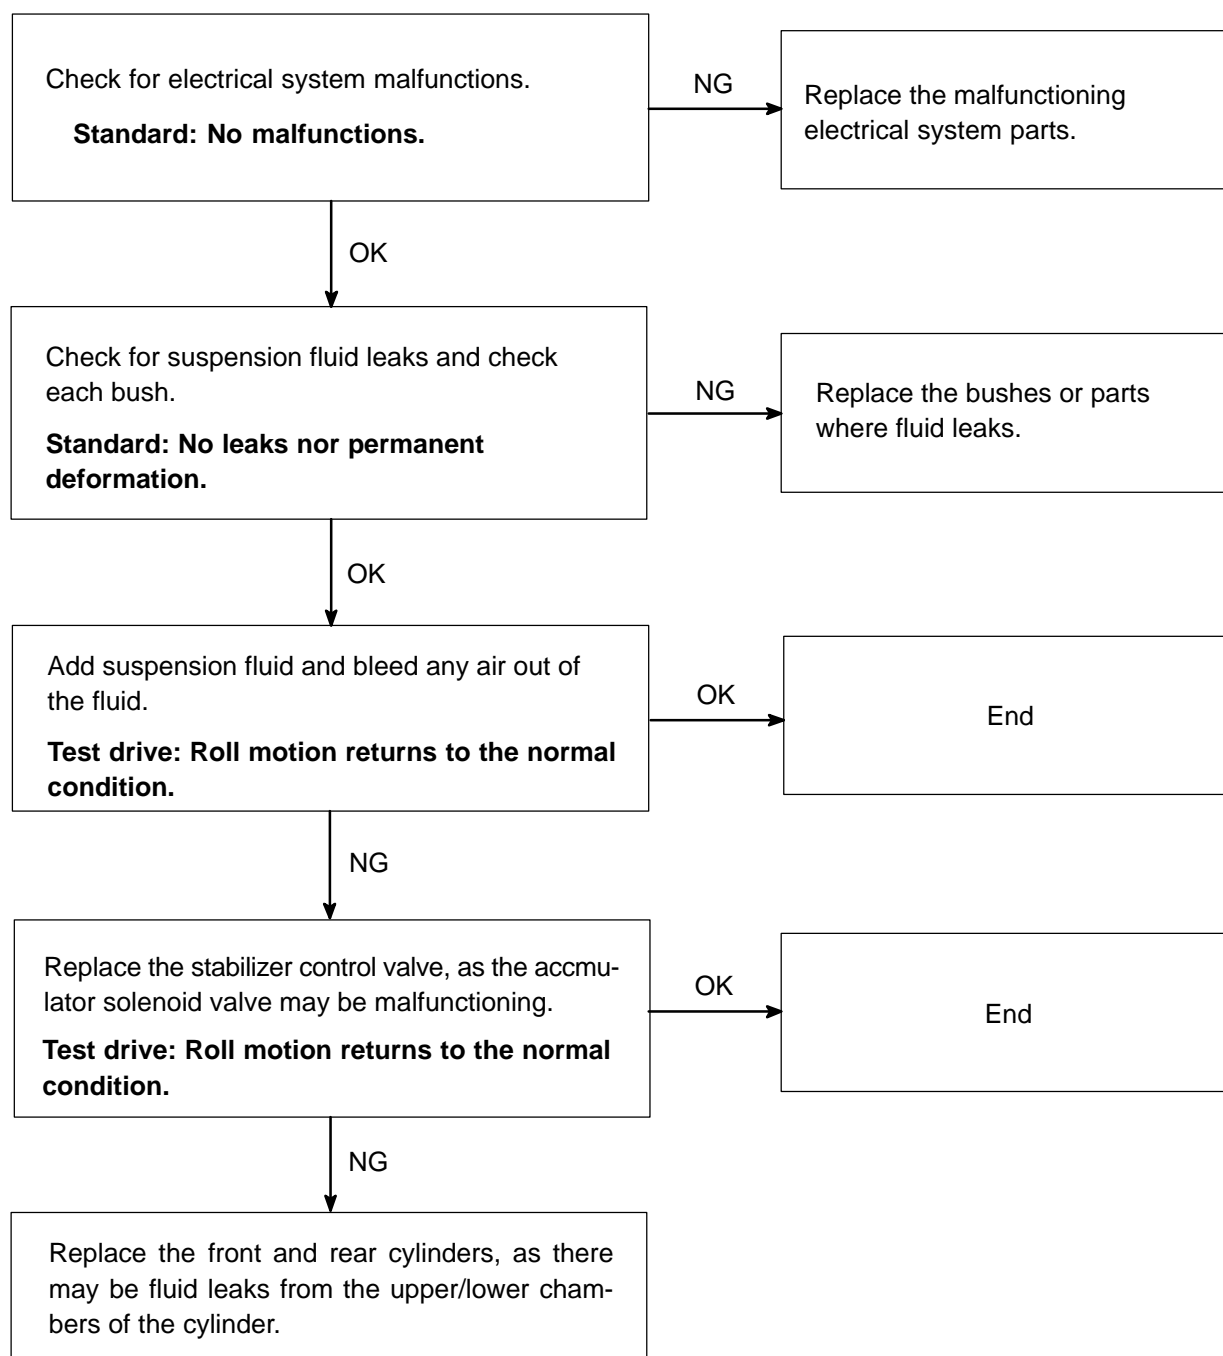 Check for electrical system malfunctions.
Standard: No malfunctions.
NG
Replace the malfunctioning
electrical system parts.
OK
Check for suspension fluid leaks and check
each bush.
Standard: No leaks nor permanent
deformation.
NG
Replace the bushes or parts
where fluid leaks.
OK
Add suspension fluid and bleed any air out of
the fluid.
Test drive: Roll motion returns to the normal
condition.
OK
End
NG
Replace the stabilizer control valve, as the accmu-
lator solenoid valve may be malfunctioning.
Test drive: Roll motion returns to the normal
condition.
OK
End
NG
Replace the front and rear cylinders, as there
may be fluid leaks from the upper/lower cham-
bers of the cylinder.